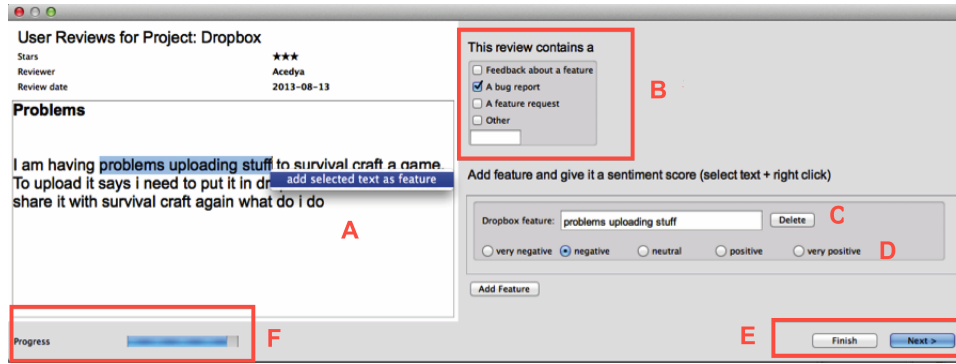 User Reviews for Project: Dropbox
Stars ★★★
Reviewer Acedya
Review date 2013-08-13
Problems
I am having problems uploading stuff to survival craft a game.
To upload it says i need to put it in
add selected text as feature
share it with survival craft again what do i do
A
Progress
F
This review contains a
Feedback about a feature
A bug report
A feature request
Other
B
Add feature and give it a sentiment score (select text + right click)
Dropbox feature: problems uploading stuff Delete C
very negative negative neutral positive very positive D
Add Feature
E Finish Next >